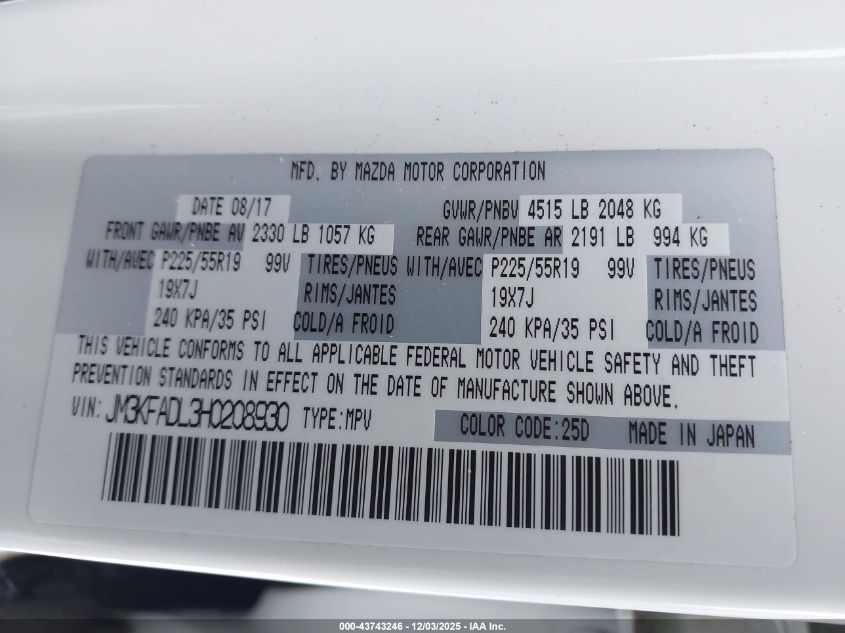 MFD. BY MAZDA MOTOR CORPORATION
DATE 08/17 GVWR/PNBV 4515 LB 2048 KG
FRONT GAWR/PNBE AV 2330 LB 1057 KG REAR GAWR/PNBE AR 2191 LB 994 KG
WITH/AVEC P225/55R19 99V TIRES/PNEUS WITH/AVEC P225/55R19 99V TIRES/PNEUS
19X7J RIMS/JANTES 19X7J RIMS/JANTES
240 KPA/35 PSI COLD/A FROID 240 KPA/35 PSI COLD/A FROID
THIS VEHICLE CONFORMS TO ALL APPLICABLE FEDERAL MOTOR VEHICLE SAFETY AND THEFT
PREVENTION STANDARDS IN EFFECT ON THE DATE OF MANUFACTURE SHOWN ABOVE.
VIN: JM3KFADL3H0208930 TYPE:MPV COLOR CODE:25D MADE IN JAPAN
000-43743246 - 12/03/2025 - IAA Inc.